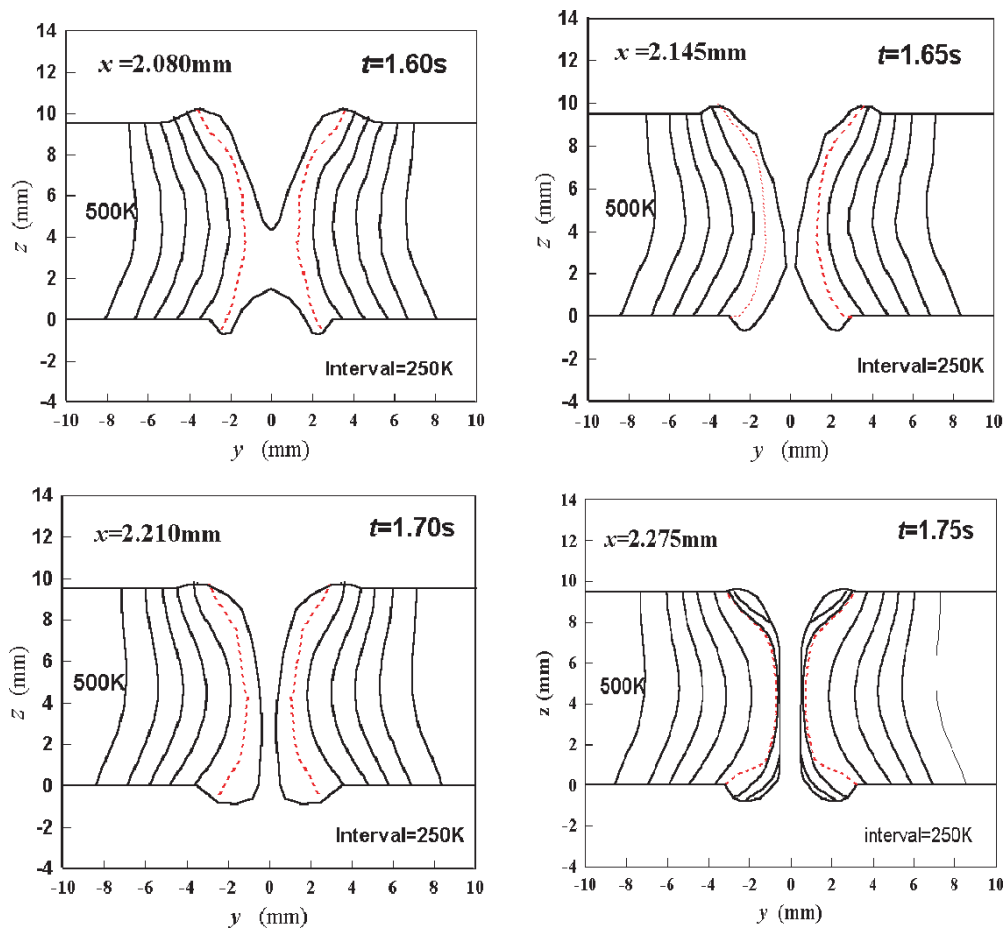 14
12
x =2.080mm
t=1.60s
10
8
6
500K
4
2
0
-2
Interval=250K
-4
-10 -8 -6 -4 -2 0 2 4 6 8 10
z (mm)
y (mm)
14
12
x =2.145mm
t=1.65s
10
8
6
500K
4
2
0
-2
Interval=250K
-4
-10 -8 -6 -4 -2 0 2 4 6 8 10
z (mm)
y (mm)
14
12
x=2.210mm
t=1.70s
10
8
6
500K
4
2
0
-2
Interval=250K
-4
-10 -8 -6 -4 -2 0 2 4 6 8 10
z (mm)
y (mm)
14
12
x=2.275mm
t=1.75s
10
8
6
500K
4
2
0
-2
interval=250K
-4
-10 -8 -6 -4 -2 0 2 4 6 8 10
z (mm)
y (mm)